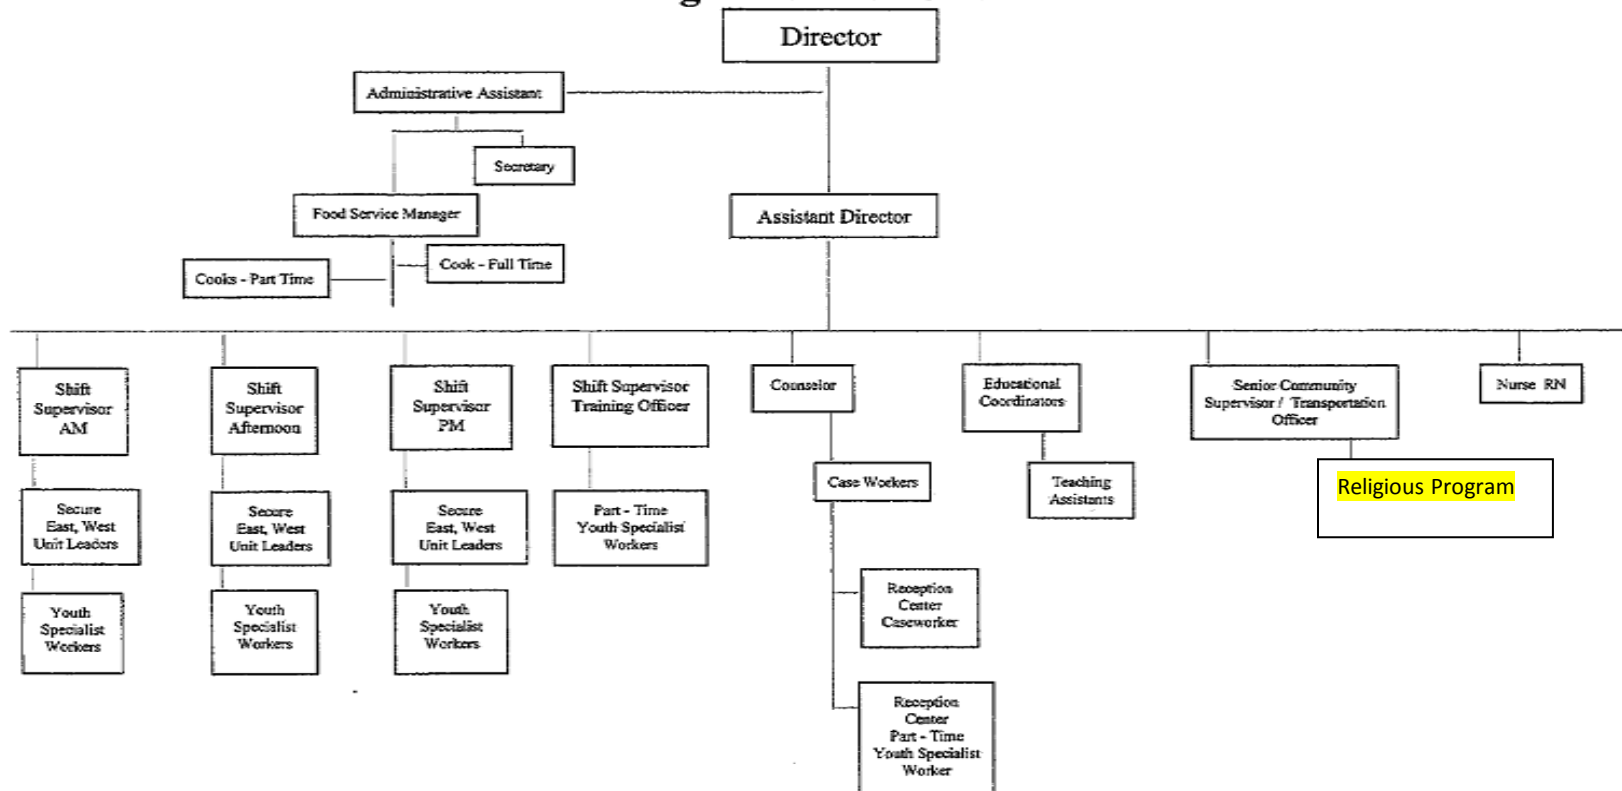 Director
Administrative Assistant
Secretary
Food Service Manager
Assistant Director
Cook - Full Time
Cooks - Part Time
Shift
Supervisor
AM
Shift
Supervisor
Afternoon
Shift
Supervisor
PM
Shift Supervisor
Training Officer
Counselor
Educational
Coordinators
Senior Community
Supervisor / Transportation
Officer
Nurse RN
Secure
East, West
Unit Leaders
Secure
East, West
Unit Leaders
Secure
East, West
Unit Leaders
Part - Time
Youth Specialist
Workers
Case Workers
Teaching
Assistants
Religious Program
Youth
Specialist
Workers
Youth
Specialist
Workers
Youth
Specialist
Workers
Reception
Center
Caseworker
Reception
Center
Part - Time
Youth Specialist
Worker